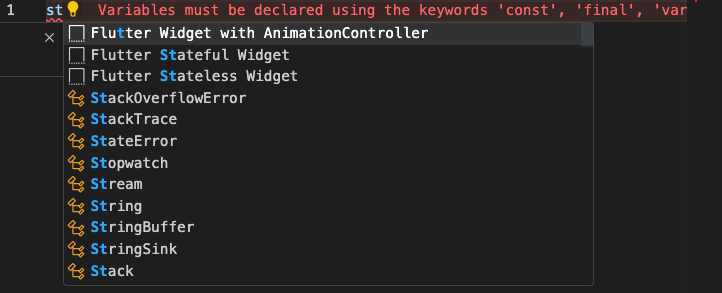 1 st Variables must be declared using the keywords 'const', 'final', 'var
Flutter Widget with AnimationController
Flutter Stateful Widget
Flutter Stateless Widget
StackOverflowError
StackTrace
StateError
Stopwatch
Stream
String
StringBuffer
StringSink
Stack